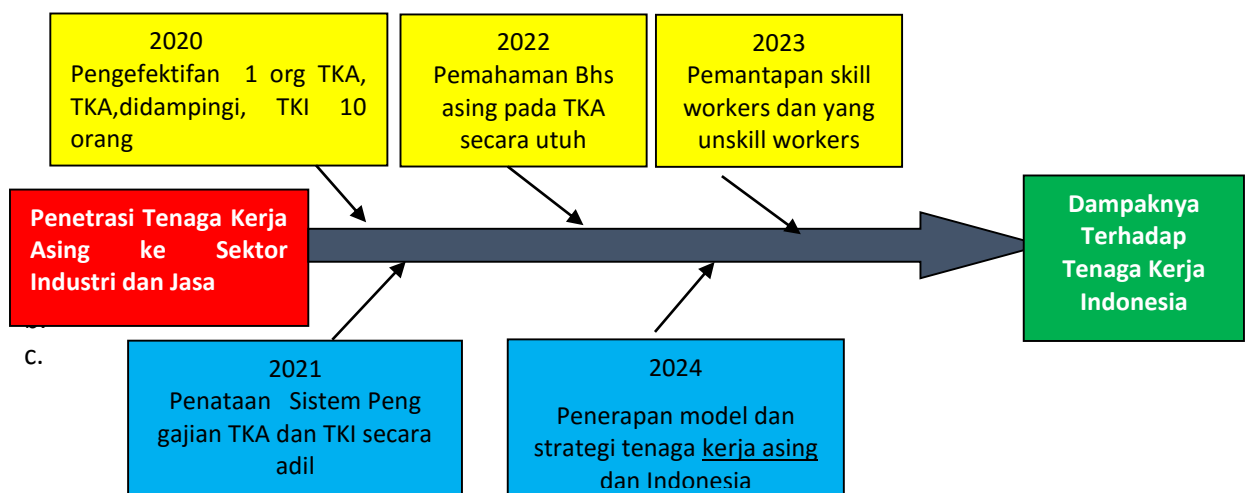 2020
Pengefektifan 1 org TKA,
TKA,didampingi, TKI 10
orang
2022
Pemahaman Bhs
asing pada TKA
secara utuh
2023
Pemantapan skill
workers dan yang
unskill workers
Penetrasi Tenaga Kerja
Asing ke Sektor
Industri dan Jasa
Dampaknya
Terhadap
Tenaga Kerja
Indonesia
c.
2021
Penataan Sistem Peng
gajian TKA dan TKI secara
adil
2024
Penerapan model dan
strategi tenaga kerja asing
dan Indonesia